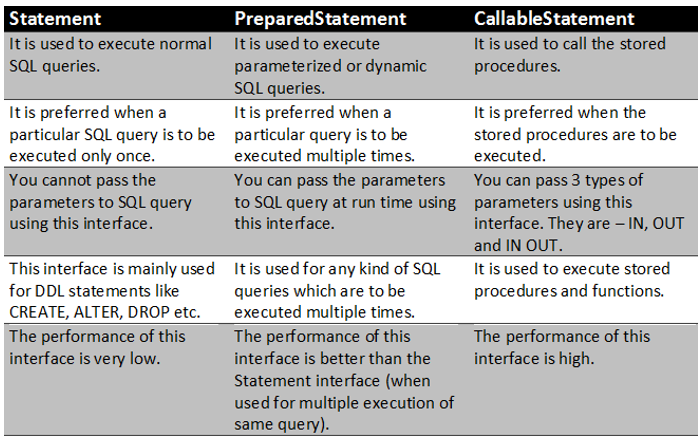 Statement PreparedStatement CallableStatement
It is used to execute normal
SQL queries.
It is used to execute
parameterized or dynamic
SQL queries.
It is used to call the stored
procedures.
It is preferred when a
particular SQL query is to be
executed only once.
It is preferred when a
particular query is to be
executed multiple times.
It is preferred when the
stored procedures are to be
executed.
You cannot pass the
parameters to SQL query
using this interface.
You can pass the parameters
to SQL query at run time using
this interface.
You can pass 3 types of
parameters using this
interface. They are – IN, OUT
and IN OUT.
This interface is mainly used
for DDL statements like
CREATE, ALTER, DROP etc.
It is used for any kind of SQL
queries which are to be
executed multiple times.
It is used to execute stored
procedures and functions.
The performance of this
interface is very low.
The performance of this
interface is better than the
Statement interface (when
used for multiple execution of
same query).
The performance of this
interface is high.